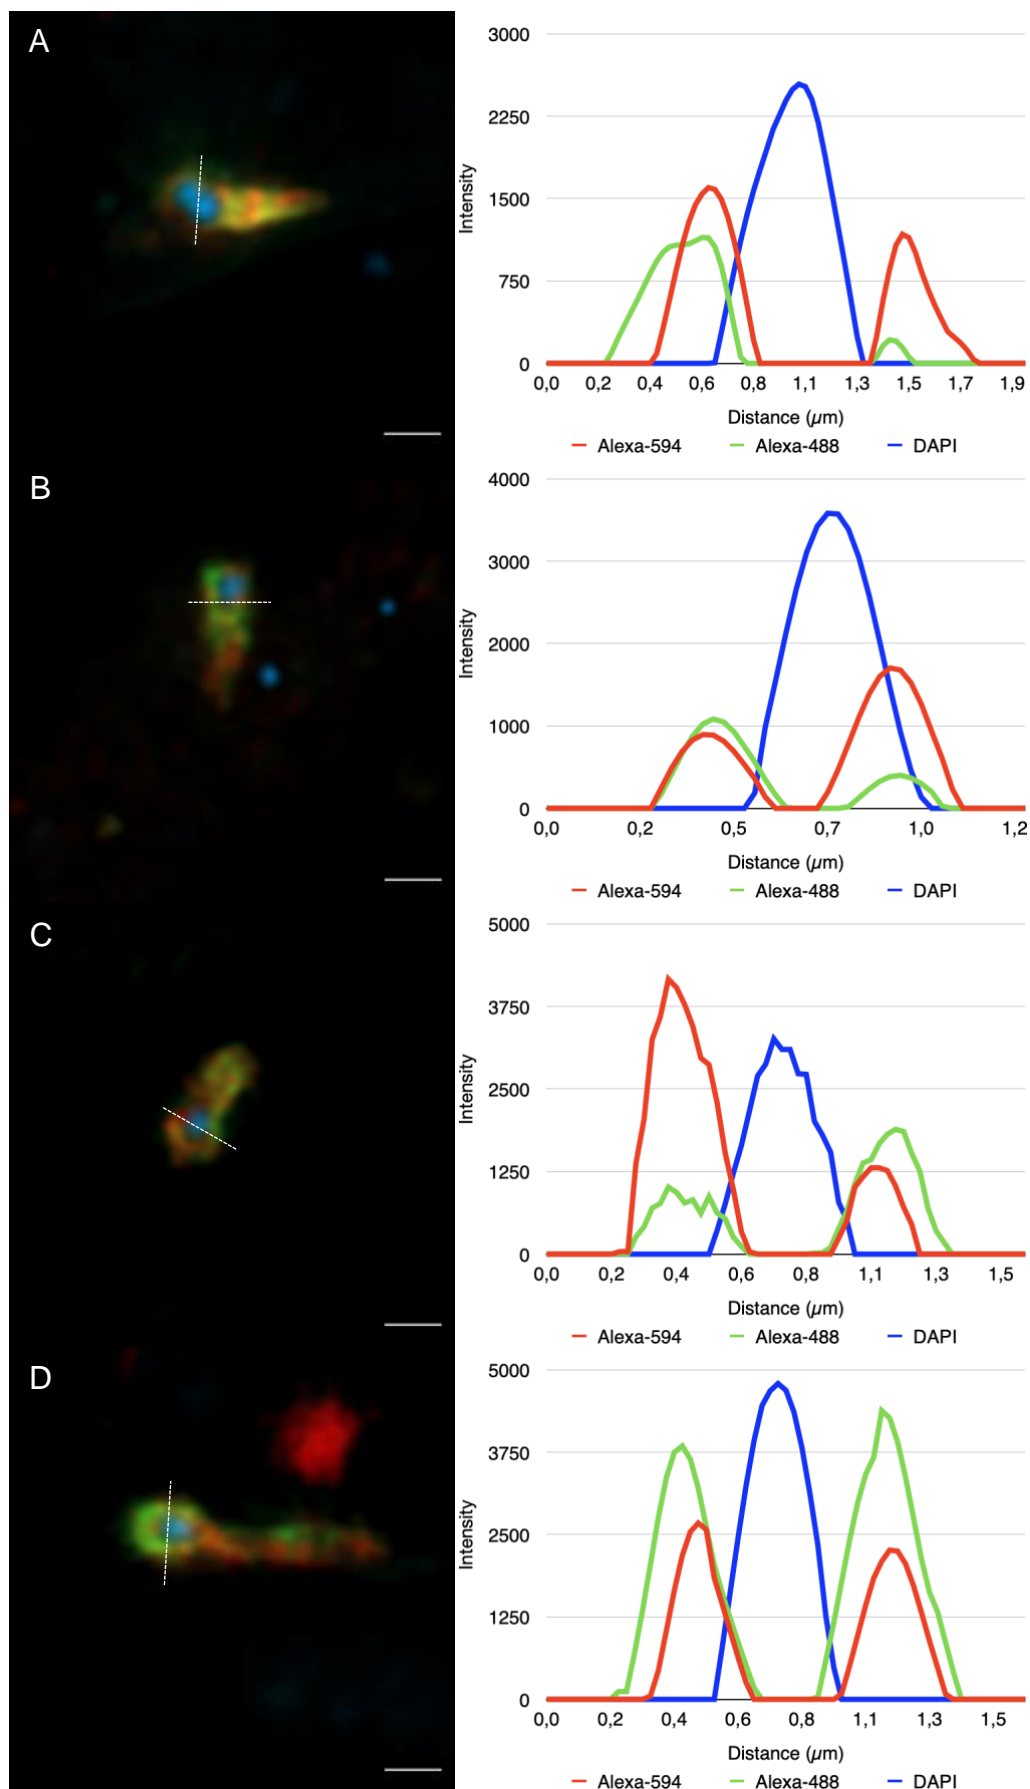 A
3000
2250
1500
750
0
Intensity
0,0 0,2 0,4 0,6 0,8 1,1 1,3 1,5 1,7 1,9
Distance (µm)
Alexa-594 Alexa-488 DAPI
B
4000
3000
2000
1000
0
Intensity
0,0 0,2 0,5 0,7 1,0 1,2
Distance (µm)
Alexa-594 Alexa-488 DAPI
C
5000
3750
2500
1250
0
Intensity
0,0 0,2 0,4 0,6 0,8 1,1 1,3 1,5
Distance (µm)
Alexa-594 Alexa-488 DAPI
D
5000
3750
2500
1250
0
Intensity
0,0 0,2 0,4 0,6 0,8 1,1 1,3 1,5
Distance (µm)
Alexa-594 Alexa-488 DAPI